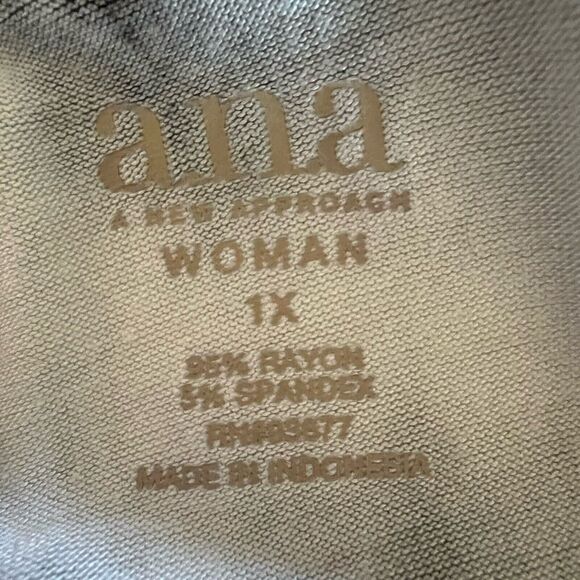 a.n.a
A NEW APPROACH
WOMAN
1X
95% RAYON
5% SPANDEX
MADE IN INDONESIA